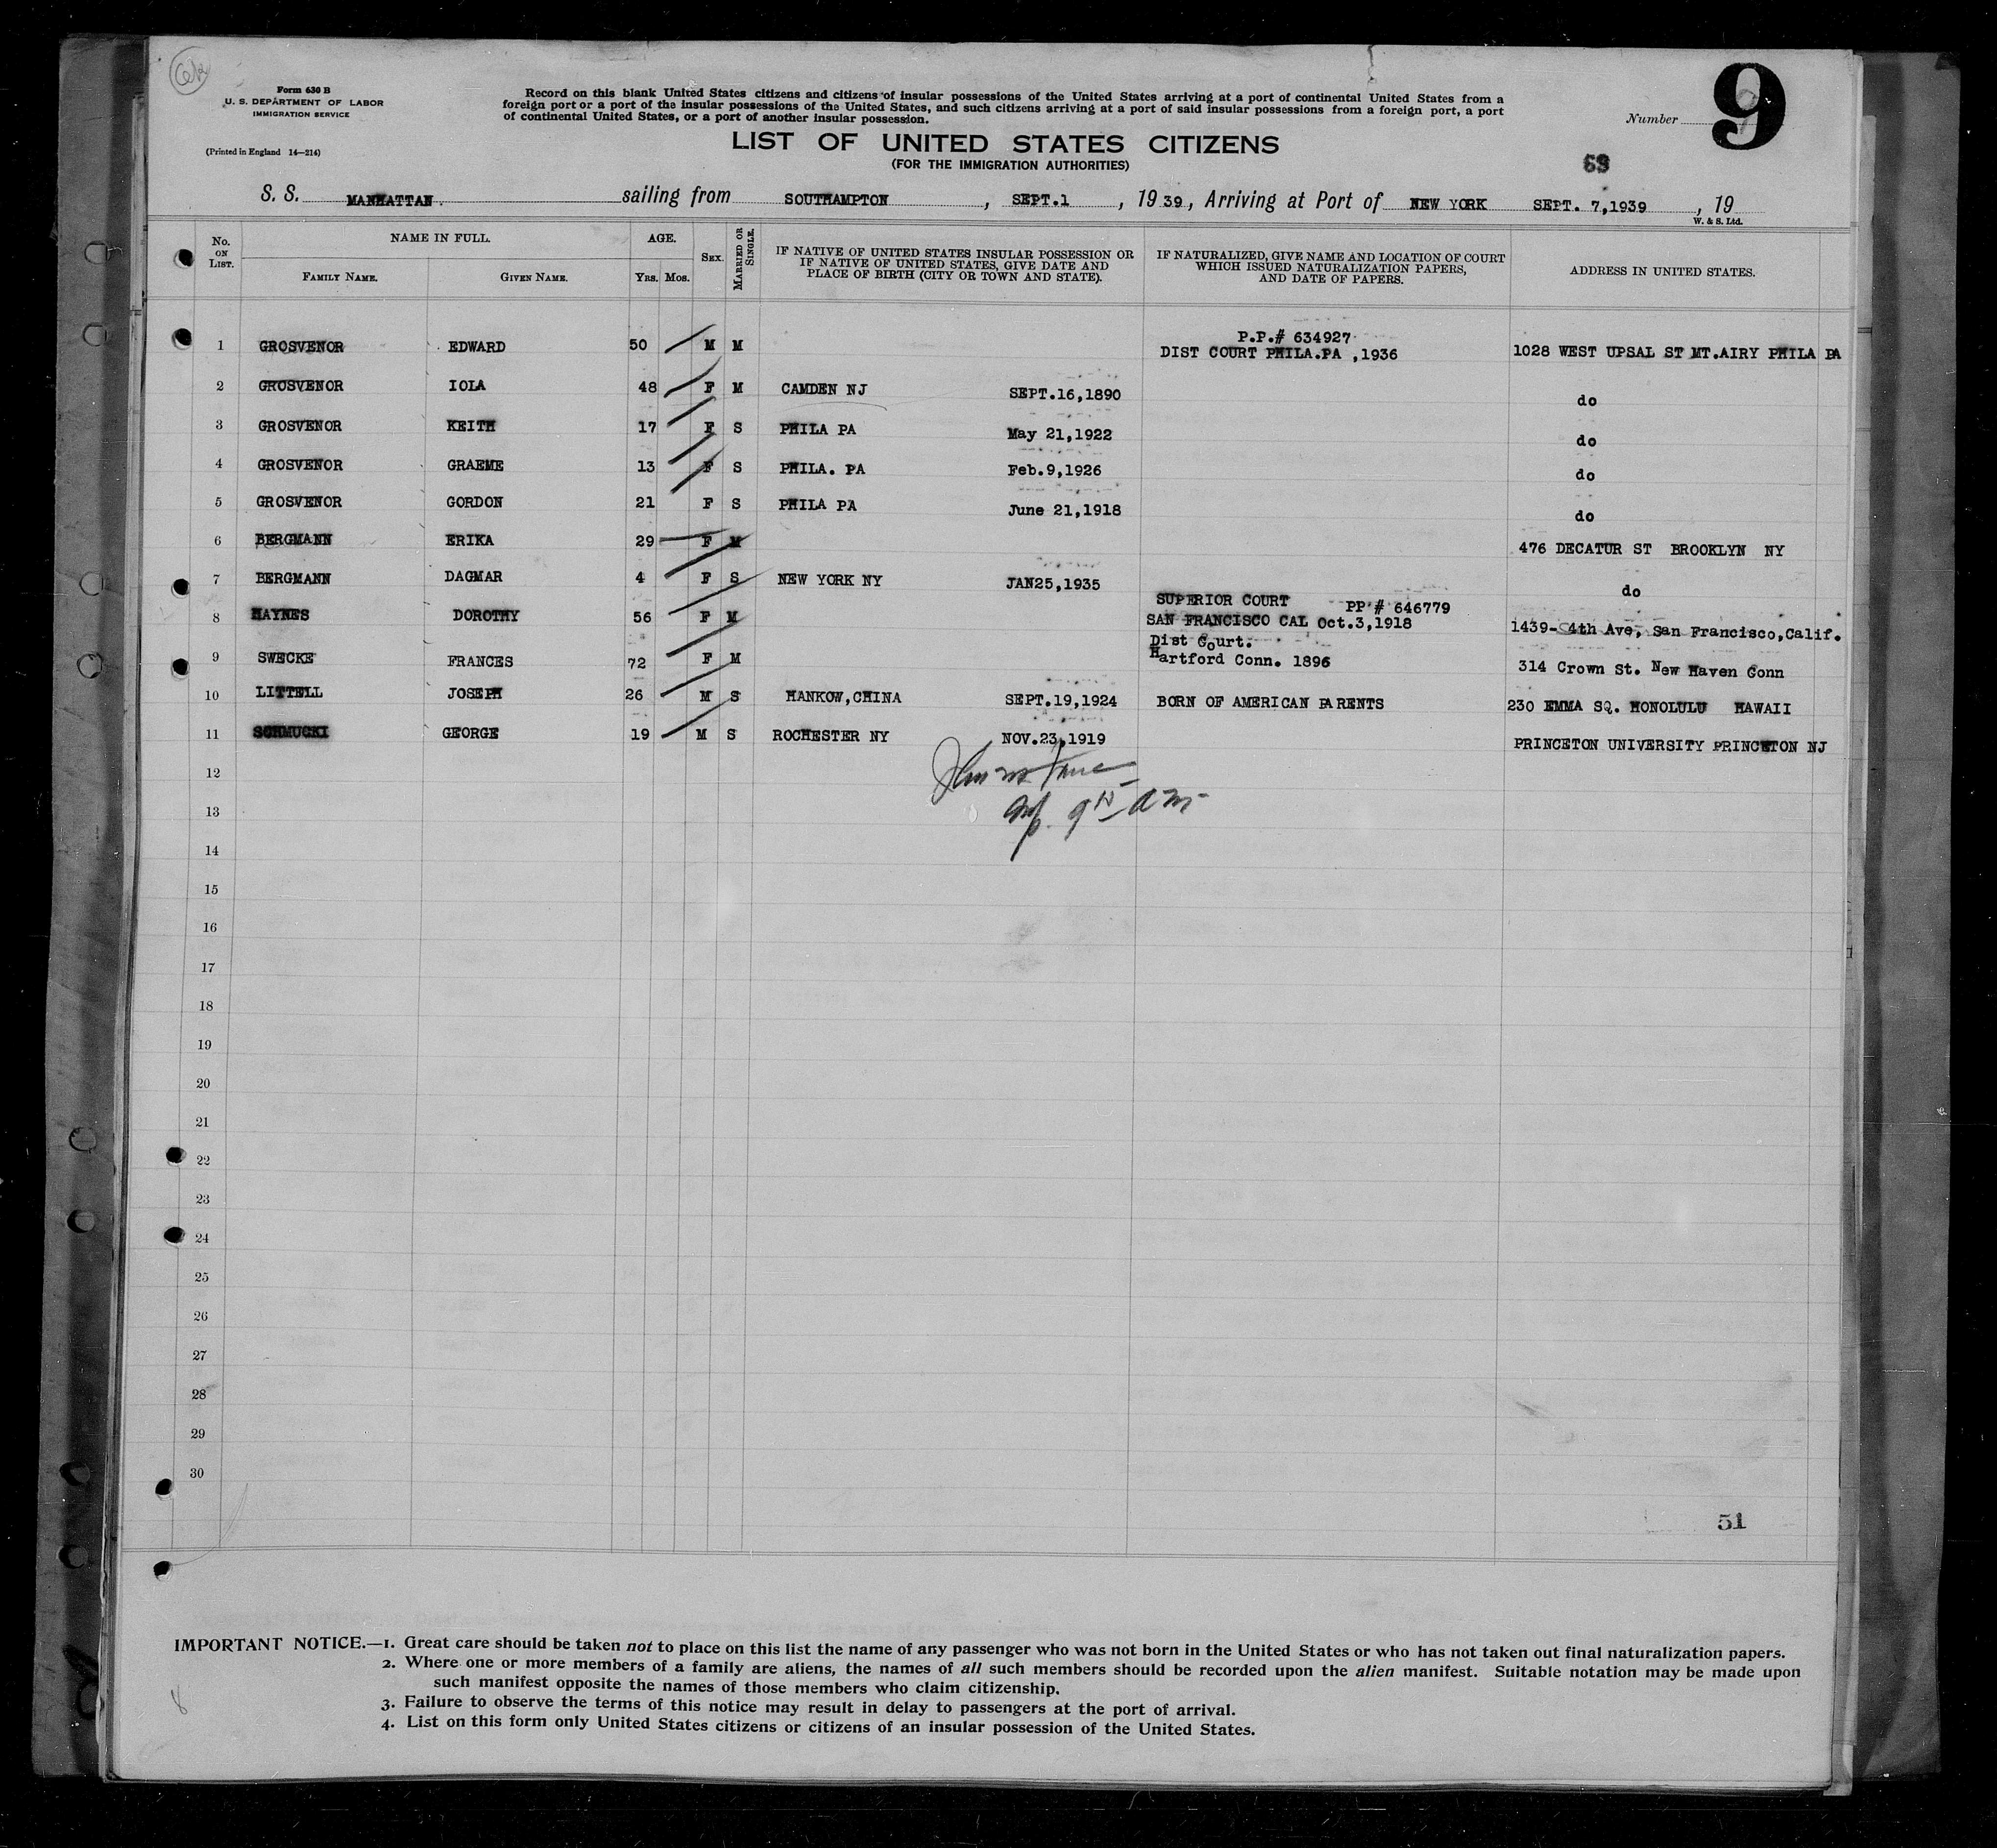 Form 630 B
U. S. DEPARTMENT OF LABOR
IMMIGRATION SERVICE
(Printed in England 14—214)
Record on this blank United States citizens and citizens of insular possessions of the United States arriving at a port of continental United States from a
foreign port or a port of the insular possessions of the United States, and such citizens arriving at a port of said insular possessions from a foreign port, a port
of continental United States, or a port of another insular possession.
Number 9
LIST OF UNITED STATES CITIZENS
(FOR THE IMMIGRATION AUTHORITIES)
69
S. S. MANHATTAN. sailing from SOUTHAMPTON, SEPT.1, 1939, Arriving at Port of NEW YORK SEPT. 7,1939, 19
W. & S. Ltd.
No. ON LIST. NAME IN FULL. FAMILY NAME. GIVEN NAME. AGE. YRS. MOS. SEX. MARRIED OR SINGLE. IF NATIVE OF UNITED STATES INSULAR POSSESSION OR IF NATIVE OF UNITED STATES, GIVE DATE AND PLACE OF BIRTH (CITY OR TOWN AND STATE). IF NATURALIZED, GIVE NAME AND LOCATION OF COURT WHICH ISSUED NATURALIZATION PAPERS, AND DATE OF PAPERS. ADDRESS IN UNITED STATES.
P.P.# 634927
1 GROSVENOR EDWARD 50 M M DIST COURT PHILA.PA ,1936 1028 WEST UPSAL ST MT.AIRY PHILA PA
2 GROSVENOR IOLA 48 F M CAMDEN NJ SEPT.16,1890 do
3 GROSVENOR KEITH 17 F S PHILA PA May 21,1922 do
4 GROSVENOR GRAEME 13 F S PHILA. PA Feb.9,1926 do
5 GROSVENOR GORDON 21 F S PHILA PA June 21,1918 do
6 BERGMANN ERIKA 29 F M 476 DECATUR ST BROOKLYN NY
7 BERGMANN DAGMAR 4 F S NEW YORK NY JAN25,1935 do
SUPERIOR COURT PP # 646779
8 HAYNES DOROTHY 56 F M SAN FRANCISCO CAL Oct.3,1918 1439- 4th Ave, San Francisco,Calif.
Dist Court.
9 SWECKE FRANCES 72 F M Hartford Conn. 1896 314 Crown St. New Haven Conn
10 LITTELL JOSEPH 26 M S HANKOW,CHINA SEPT.19,1924 BORN OF AMERICAN PARENTS 230 EMMA SQ. HONOLULU HAWAII
11 SCHMUCKI GEORGE 19 M S ROCHESTER NY NOV.23,1919 PRINCETON UNIVERSITY PRINCETON NJ
12
13
14
15
16
17
18
19
20
21
22
23
24
25
26
27
28
29
30
51
IMPORTANT NOTICE.—1. Great care should be taken not to place on this list the name of any passenger who was not born in the United States or who has not taken out final naturalization papers.
2. Where one or more members of a family are aliens, the names of all such members should be recorded upon the alien manifest. Suitable notation may be made upon
such manifest opposite the names of those members who claim citizenship.
3. Failure to observe the terms of this notice may result in delay to passengers at the port of arrival.
4. List on this form only United States citizens or citizens of an insular possession of the United States.
8